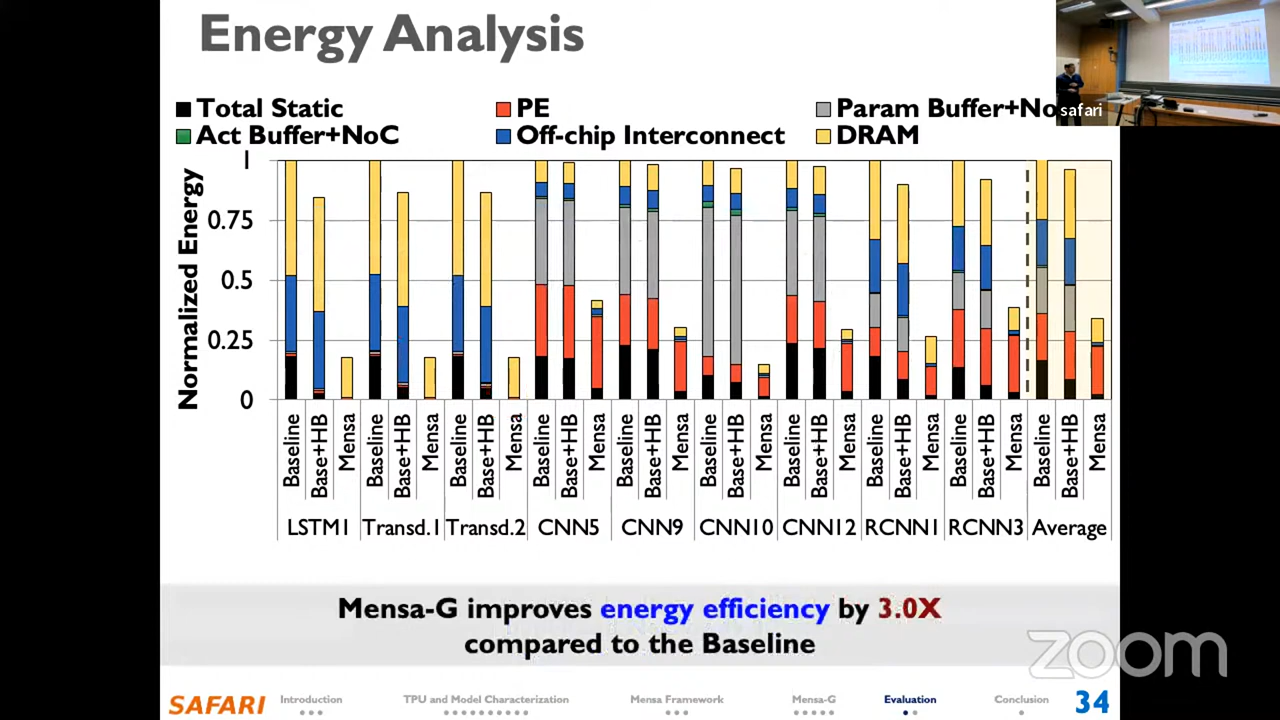 Energy Analysis
Total Static
PE
Param Buffer+No
safari
Act Buffer+NoC
Off-chip Interconnect
DRAM
Normalized Energy
1
0.75
0.5
0.25
0
Baseline Base+HB Mensa Baseline Base+HB Mensa Baseline Base+HB Mensa Baseline Base+HB Mensa Baseline Base+HB Mensa Baseline Base+HB Mensa Baseline Base+HB Mensa Baseline Base+HB Mensa Baseline Base+HB Mensa Baseline Base+HB Mensa
LSTM1 Transd.1 Transd.2 CNN5 CNN9 CNN10 CNN12 RCNN1 RCNN3 Average
Mensa-G improves energy efficiency by 3.0X
compared to the Baseline
zoom
SAFARI Introduction TPU and Model Characterization Mensa Framework Mensa-G Evaluation Conclusion 34